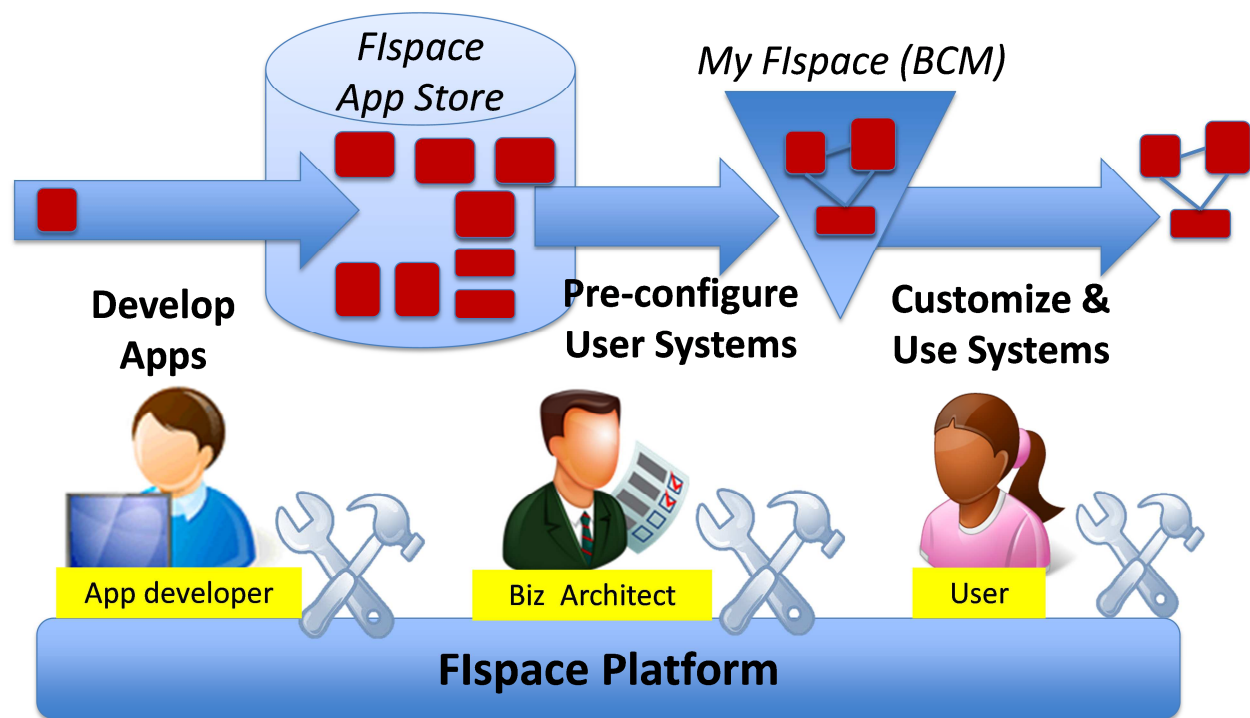 FIspace
App Store
My FIspace (BCM)
Develop
Apps
Pre-configure
User Systems
Customize &
Use Systems
App developer
Biz  Architect
User
FIspace Platform